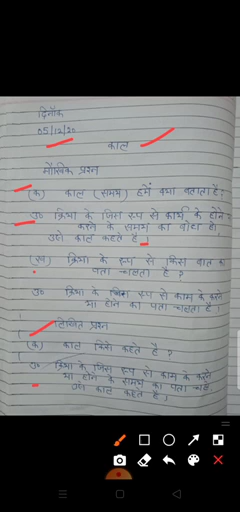 दिनाँक
05/12/20
काल
मौखिक प्रश्न
(क) काल (समय) हमें क्या बताता है?
उ० क्रिया के जिस रूप से कार्य के होने
करने के समय का बोध हो
उसे काल कहते है।
(ख) क्रिया के रूप से किस बात का
पता चलता है?
उ० क्रिया के जिस रूप से काम के करने
या होने का पता चलता है।
लिखित प्रश्न
(क) काल किसे कहते है?
उ० क्रिया के जिस रूप से काम के करने
या होने के समय का पता चले
उसे काल कहते है।